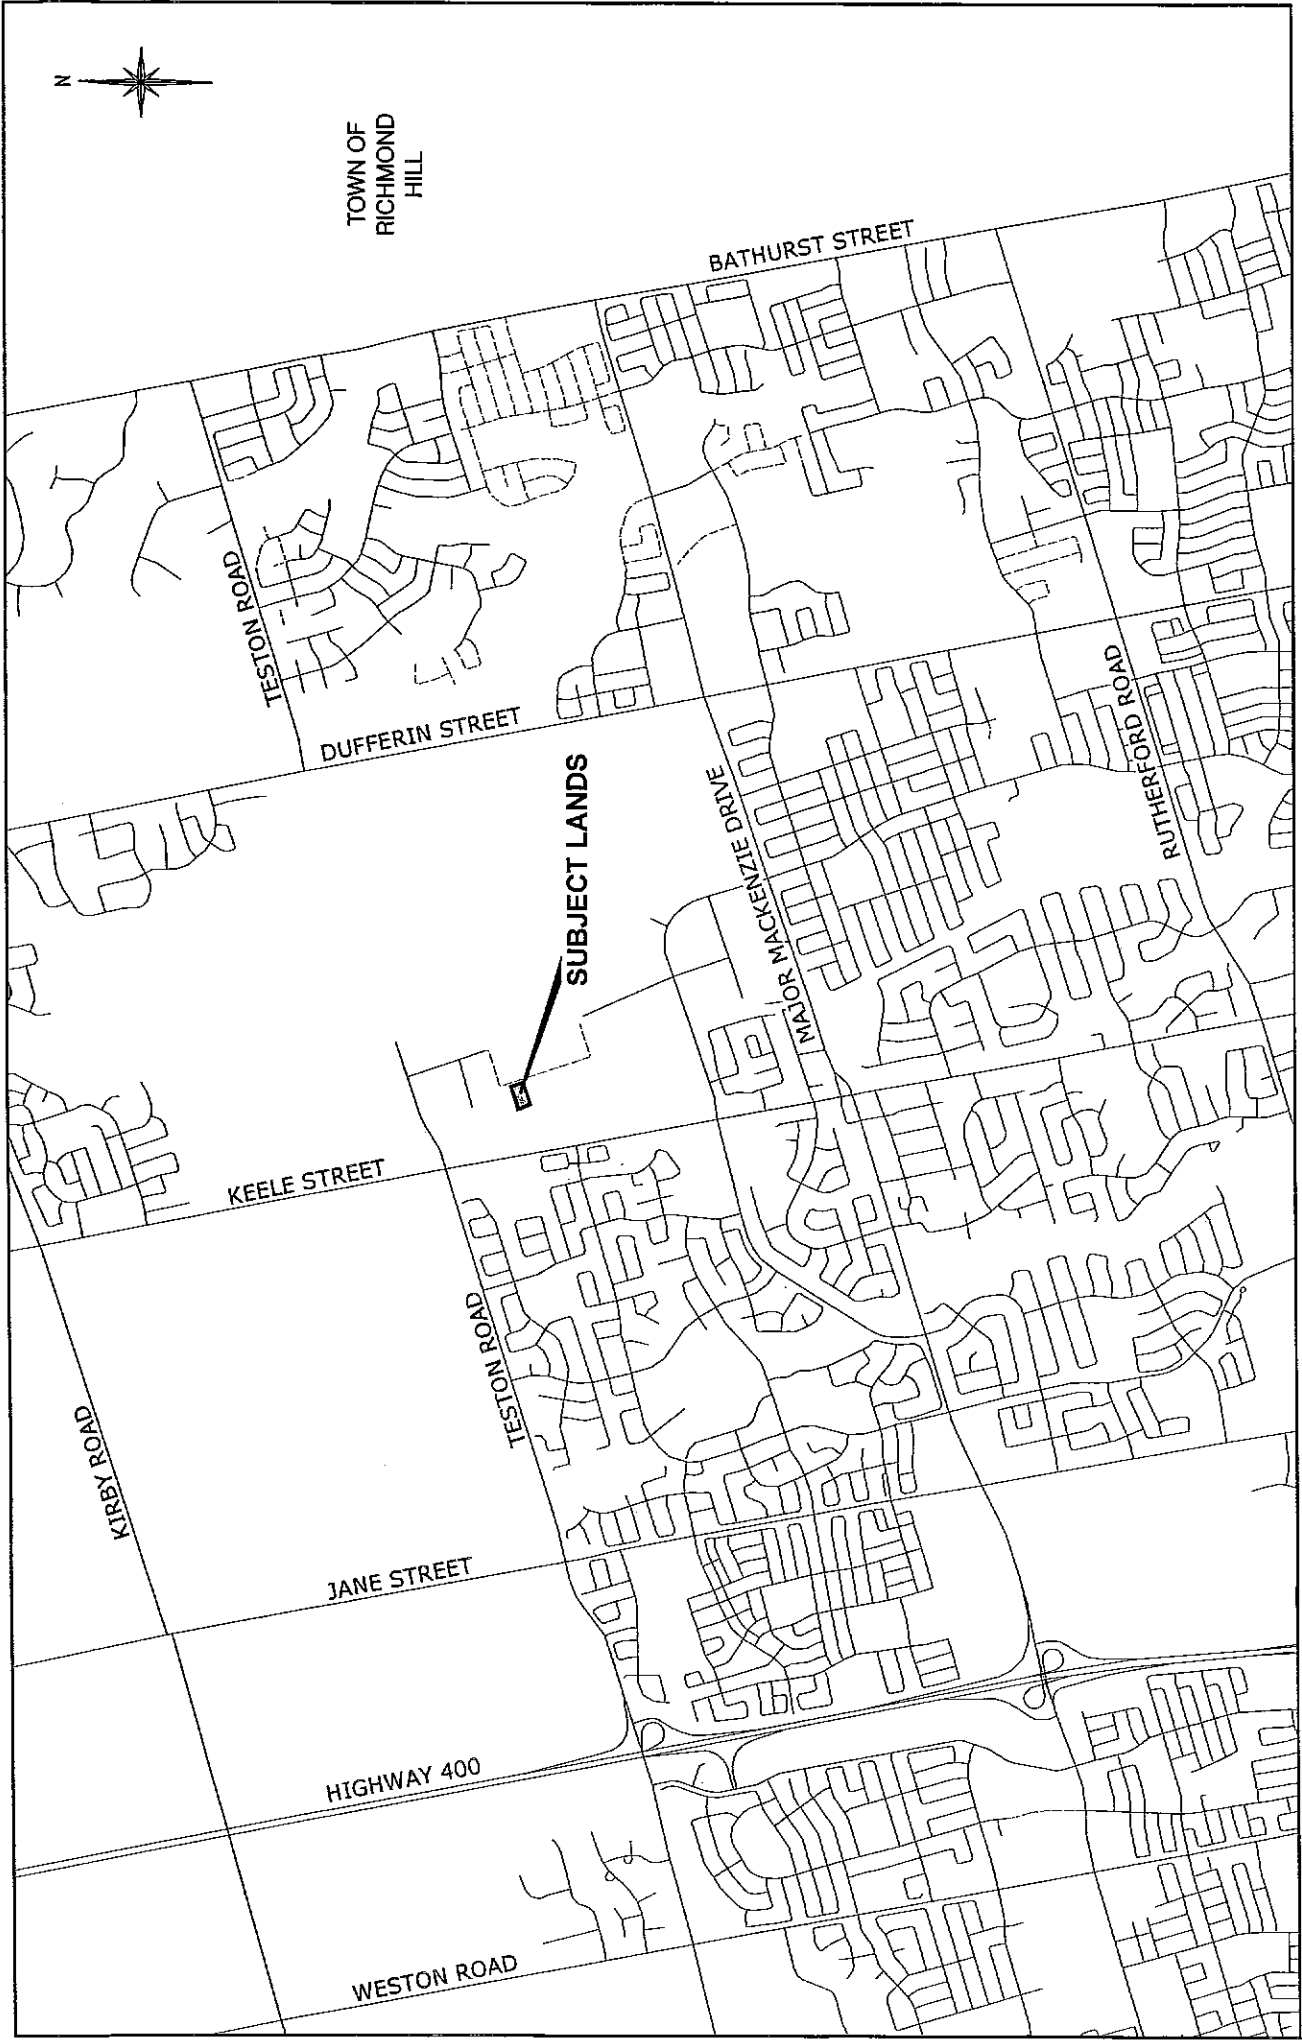 N
TOWN OF
RICHMOND
HILL
KIRBY ROAD
TESTON ROAD
TESTON ROAD
MAJOR MACKENZIE DRIVE
RUTHERFORD ROAD
WESTON ROAD
HIGHWAY 400
JANE STREET
KEELE STREET
DUFFERIN STREET
BATHURST STREET
SUBJECT LANDS